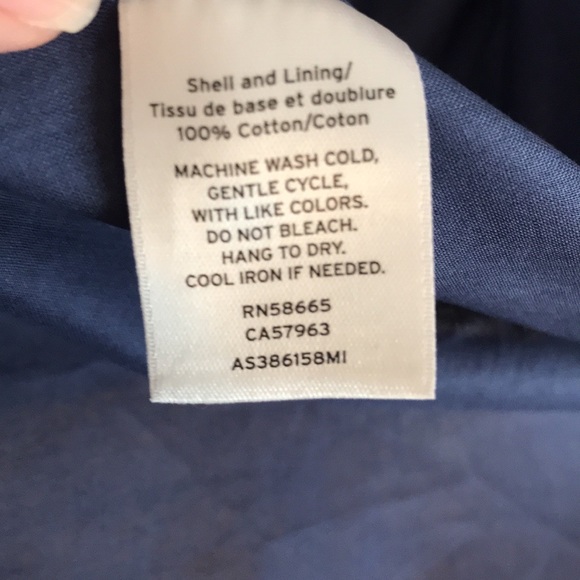 Shell and Lining/
Tissu de base et doublure
100% Cotton/Coton
MACHINE WASH COLD,
GENTLE CYCLE,
WITH LIKE COLORS.
DO NOT BLEACH.
HANG TO DRY.
COOL IRON IF NEEDED.
RN58665
CA57963
AS386158MI